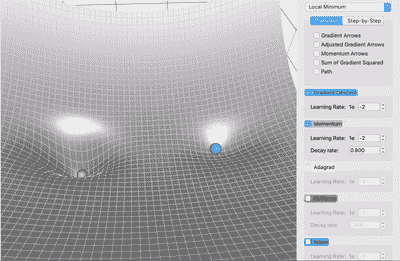 Local Minimum
Step-by-Step
Gradient Arrows
Adjusted Gradient Arrows
Momentum Arrows
Sum of Gradient Squared
Path
Gradient Descent
Learning Rate: 1e -2
Momentum
Learning Rate: 1e -2
Decay rate: 0.900
Adagrad
Learning Rate: 1e
Learning Rate: 1e
Decay rate:
Adam
Learning Rate: 1e